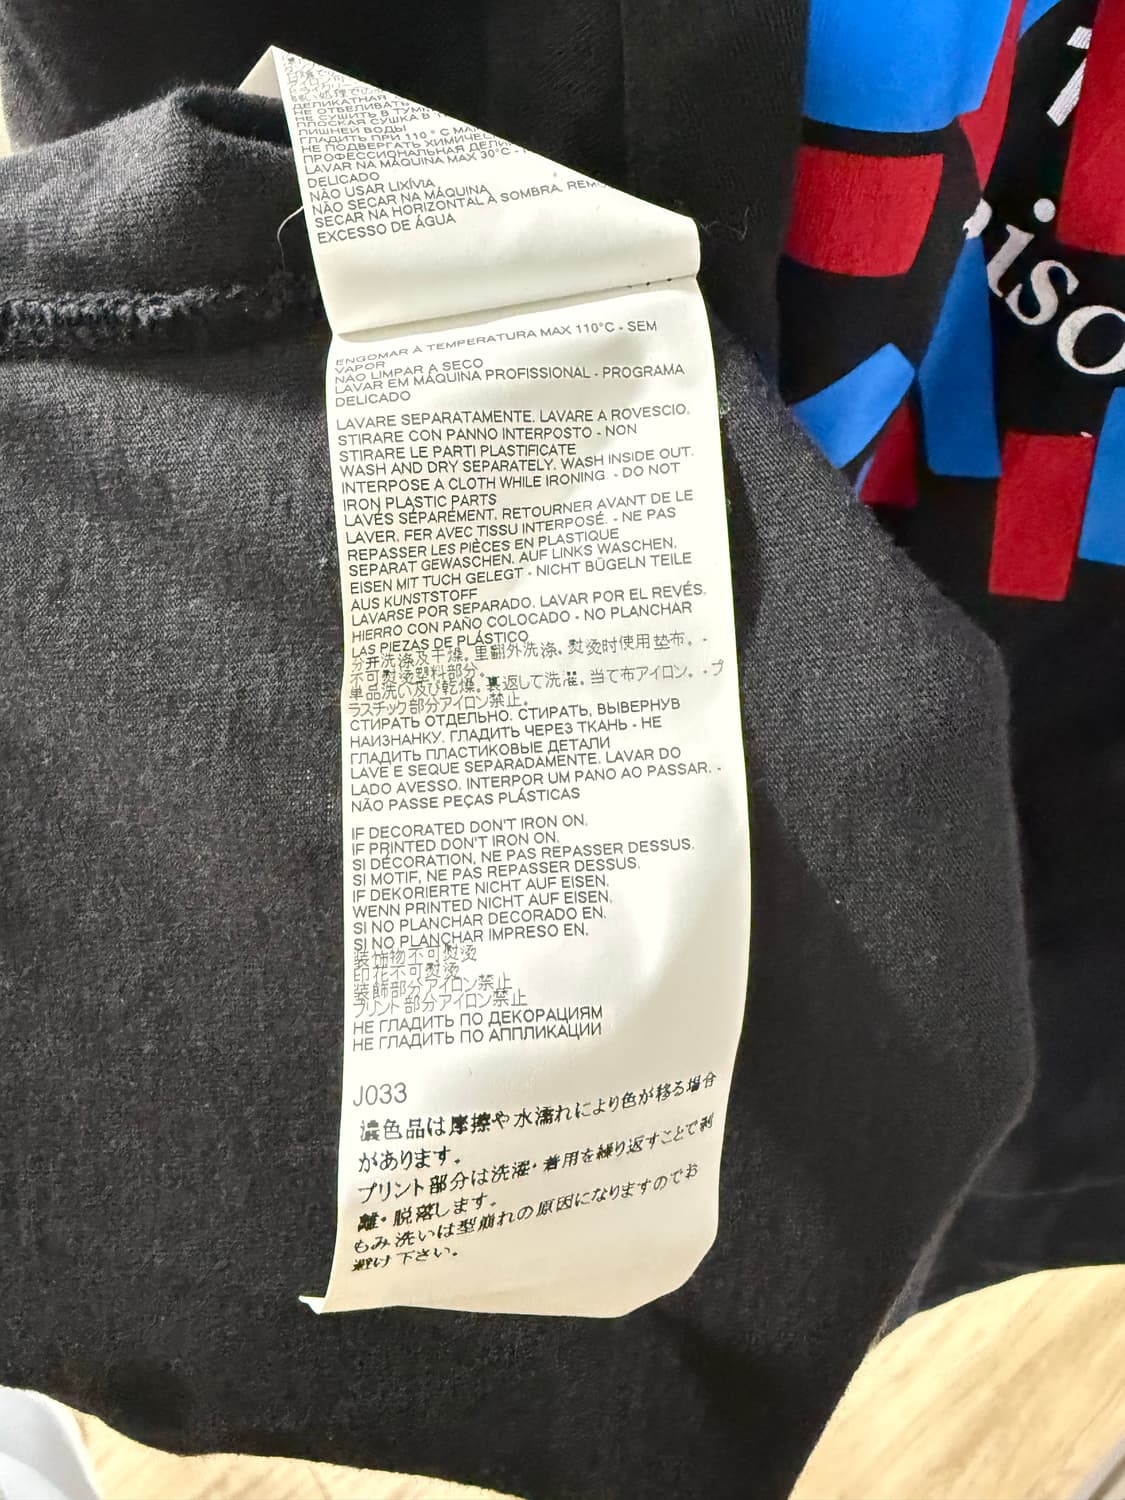 ДЕЛИКАТНАЯ
НЕ ОТБЕЛИВАТЬ
НЕ СУШИТЬ В
ПЛОСКАЯ СУШКА В
ЛИШНЕЙ ВОДЫ
ГЛАДИТЬ ПРИ 110 ° C
НЕ ПОДВЕРГАТЬ
ПРОФЕССИОНАЛЬНАЯ
LAVAR NA MÁQUINA MAX 30°C -
DELICADO
NÃO USAR LIXÍVIA
NÃO SECAR NA MÁQUINA
SECAR NA HORIZONTAL À SOMBRA.
EXCESSO DE ÁGUA
ENGOMAR À TEMPERATURA MAX 110°C - SEM
VAPOR
NÃO LIMPAR A SECO
LAVAR EM MÁQUINA PROFISSIONAL - PROGRAMA
DELICADO
LAVARE SEPARATAMENTE. LAVARE A ROVESCIO.
STIRARE CON PANNO INTERPOSTO - NON
STIRARE LE PARTI PLASTIFICATE
WASH AND DRY SEPARATELY. WASH INSIDE OUT.
INTERPOSE A CLOTH WHILE IRONING - DO NOT
IRON PLASTIC PARTS
LAVÉS SÉPARÉMENT. RETOURNER AVANT DE LE
LAVER. FER AVEC TISSU INTERPOSÉ. - NE PAS
REPASSER LES PIÈCES EN PLASTIQUE
SEPARAT GEWASCHEN. AUF LINKS WASCHEN.
EISEN MIT TUCH GELEGT - NICHT BÜGELN TEILE
AUS KUNSTSTOFF
LAVARSE POR SEPARADO. LAVAR POR EL REVÉS.
HIERRO CON PAÑO COLOCADO - NO PLANCHAR
LAS PIEZAS DE PLÁSTICO
分开洗涤及干燥。里翻外洗涤。熨烫时使用垫布。-
不可熨烫塑料部分。
単品洗い及び乾燥。裏返して洗濯。当て布アイロン。-プ
ラスチック部分アイロン禁止。
СТИРАТЬ ОТДЕЛЬНО. СТИРАТЬ, ВЫВЕРНУВ
НАИЗНАНКУ. ГЛАДИТЬ ЧЕРЕЗ ТКАНЬ - НЕ
ГЛАДИТЬ ПЛАСТИКОВЫЕ ДЕТАЛИ
LAVE E SEQUE SEPARADAMENTE. LAVAR DO
LADO AVESSO. INTERPOR UM PANO AO PASSAR. -
NÃO PASSE PEÇAS PLÁSTICAS
IF DECORATED DON'T IRON ON.
IF PRINTED DON'T IRON ON.
SI DÉCORATION, NE PAS REPASSER DESSUS.
SI MOTIF, NE PAS REPASSER DESSUS.
IF DEKORIERTE NICHT AUF EISEN.
WENN PRINTED NICHT AUF EISEN.
SI NO PLANCHAR DECORADO EN.
SI NO PLANCHAR IMPRESO EN.
装饰物不可熨烫
印花不可熨烫
装飾部分アイロン禁止
プリント部分アイロン禁止
НЕ ГЛАДИТЬ ПО ДЕКОРАЦИЯМ
НЕ ГЛАДИТЬ ПО АППЛИКАЦИИ
J033
濃色品は摩擦や水濡れにより色が移る場合
があります。
プリント部分は洗濯・着用を繰り返すことで剥
離・脱落します。
もみ洗いは型崩れの原因になりますのでお
避け下さい。
iso